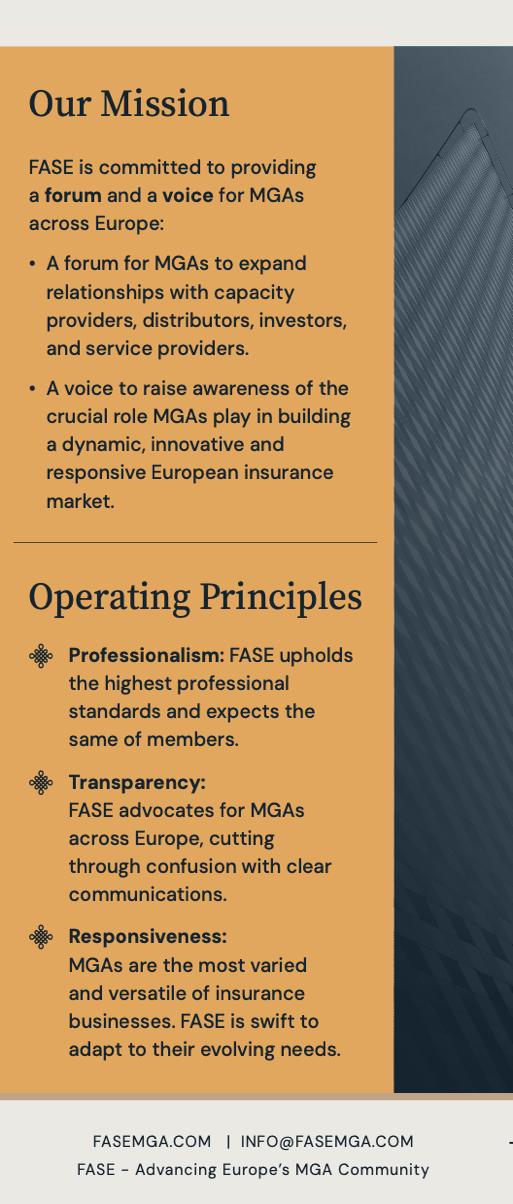 Our Mission
FASE is committed to providing
a forum and a voice for MGAs
across Europe:
• A forum for MGAs to expand
relationships with capacity
providers, distributors, investors,
and service providers.
• A voice to raise awareness of the
crucial role MGAs play in building
a dynamic, innovative and
responsive European insurance
market.
Operating Principles
Professionalism: FASE upholds
the highest professional
standards and expects the
same of members.
Transparency:
FASE advocates for MGAs
across Europe, cutting
through confusion with clear
communications.
Responsiveness:
MGAs are the most varied
and versatile of insurance
businesses. FASE is swift to
adapt to their evolving needs.
FASEMGA.COM | INFO@FASEMGA.COM
FASE - Advancing Europe’s MGA Community